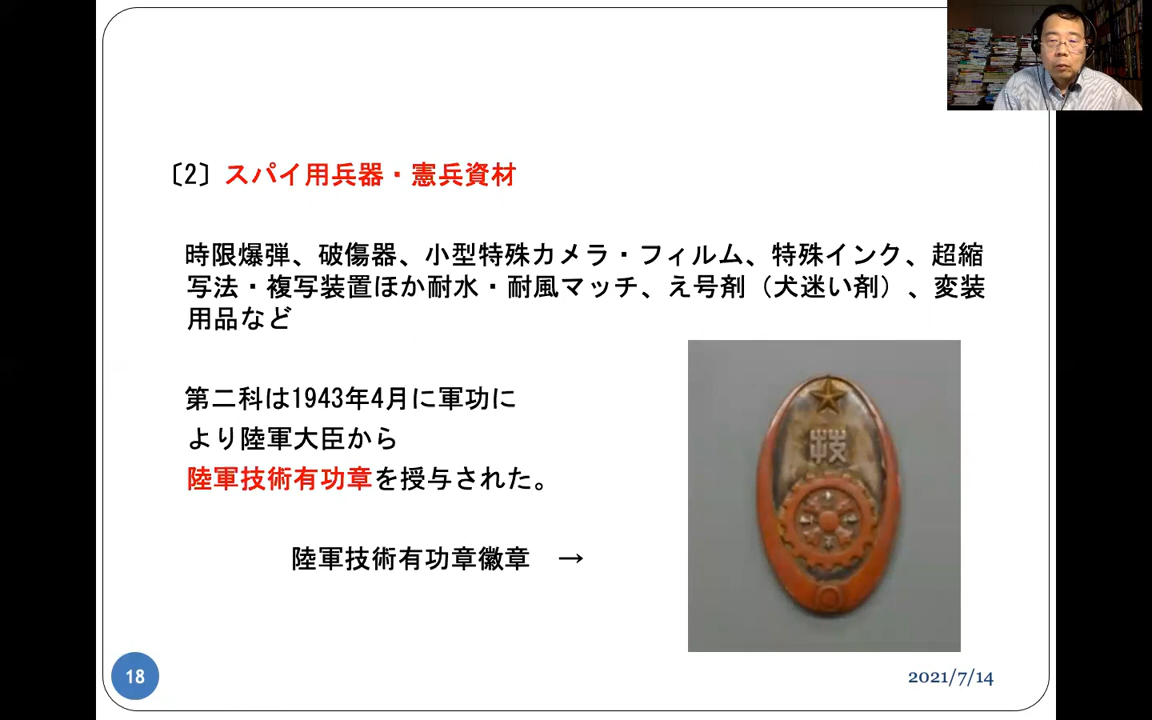 〔2〕スパイ用兵器・憲兵資材
時限爆弾、破傷器、小型特殊カメラ・フィルム、特殊インク、超縮
写法・複写装置ほか耐水・耐風マッチ、え号剤（犬迷い剤）、変装
用品など
第二科は1943年4月に軍功に
より陸軍大臣から
陸軍技術有功章を授与された。
陸軍技術有功章徽章　→
技
18
2021/7/14